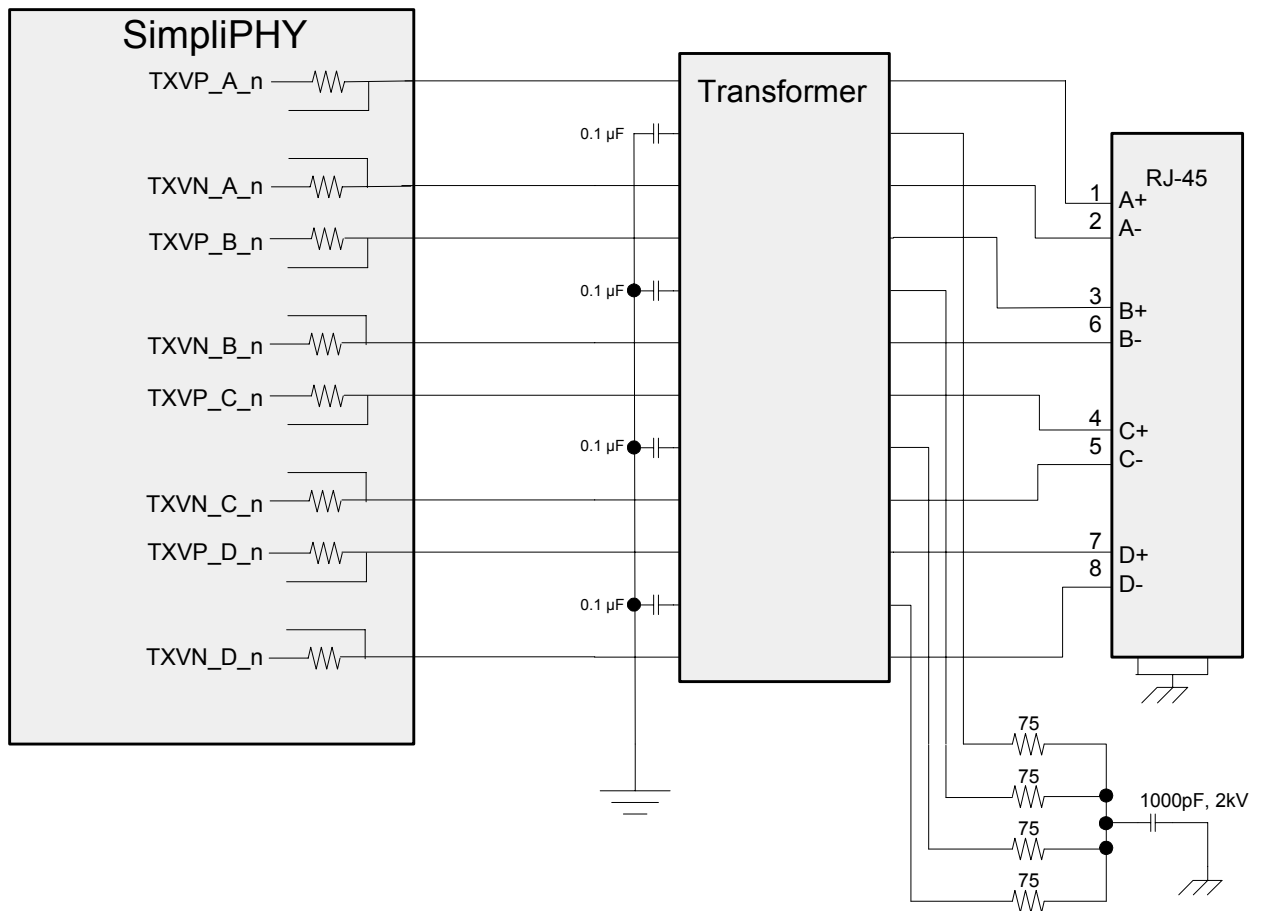 SimpliPHY
TXVP_A_n
TXVN_A_n
TXVP_B_n
TXVN_B_n
TXVP_C_n
TXVN_C_n
TXVP_D_n
TXVN_D_n
0.1 µF
0.1 µF
0.1 µF
0.1 µF
Transformer
RJ-45
1 A+
2 A-
3 B+
6 B-
4 C+
5 C-
7 D+
8 D-
75
75
75
75
1000pF, 2kV